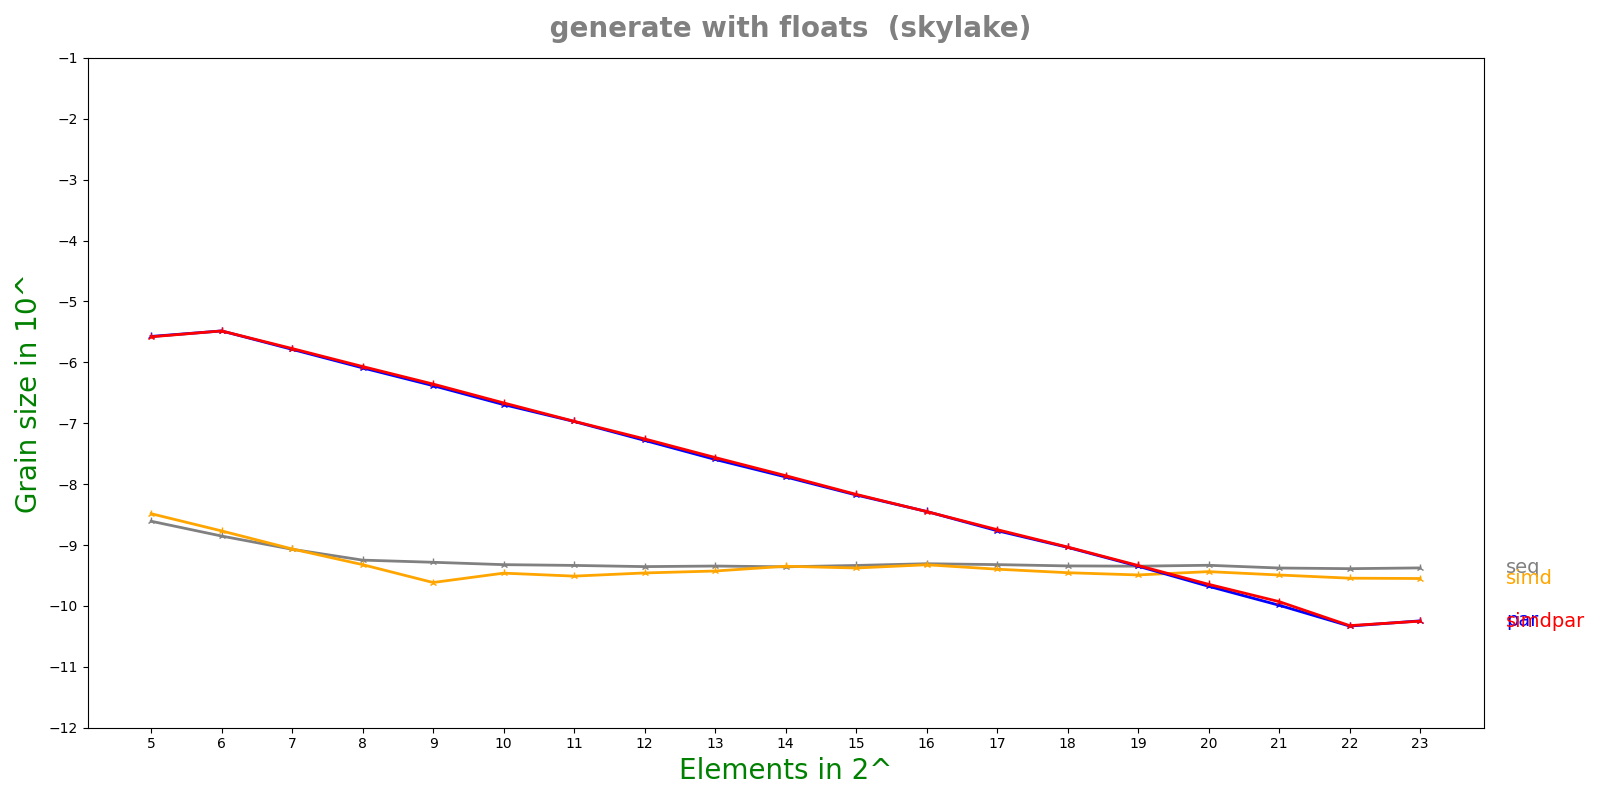 generate with floats (skylake)
Grain size in 10^
−1
−2
−3
−4
−5
−6
−7
−8
−9
−10
−11
−12
5 6 7 8 9 10 11 12 13 14 15 16 17 18 19 20 21 22 23
Elements in 2^
seq
simd
par
simdpar